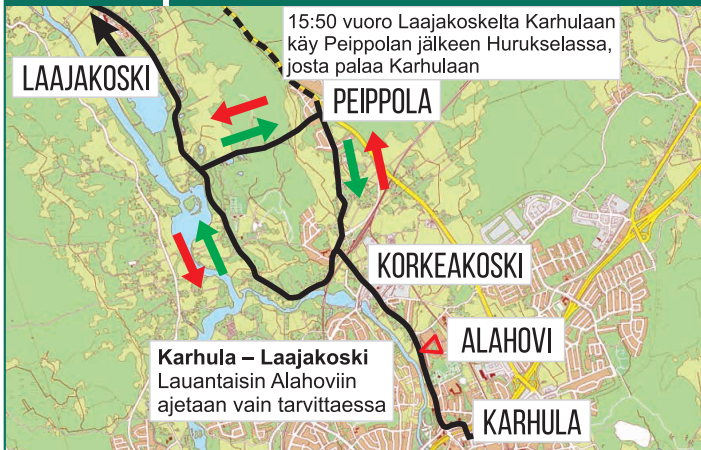 15:50 vuoro Laajakoskelta Karhulaan
käy Peippolan jälkeen Hurukselassa,
josta palaa Karhulaan
LAAJAKOSKI
PEIPPOLA
KORKEAKOSKI
ALAHOVI
Karhula – Laajakoski
Lauantaisin Alahoviin
ajetaan vain tarvittaessa
KARHULA